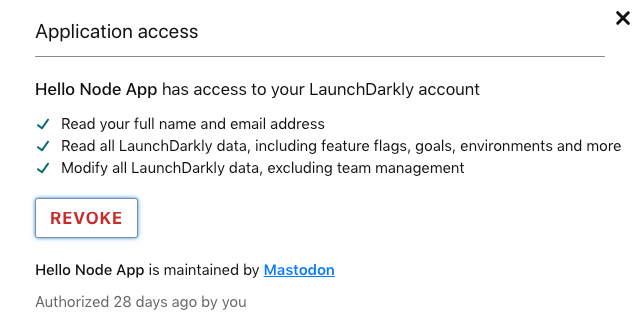 Application access
Hello Node App has access to your LaunchDarkly account
Read your full name and email address
Read all LaunchDarkly data, including feature flags, goals, environments and more
Modify all LaunchDarkly data, excluding team management
REVOKE
Hello Node App is maintained by Mastodon
Authorized 28 days ago by you